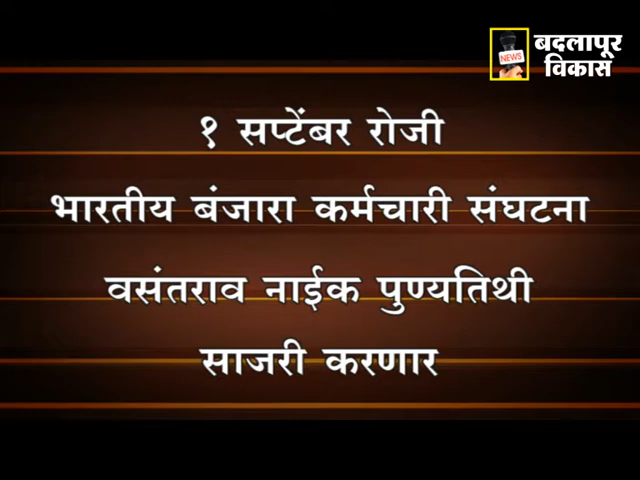 NEWS
बदलापूर
विकास
१ सप्टेंबर रोजी
भारतीय बंजारा कर्मचारी संघटना
वसंतराव नाईक पुण्यतिथी
साजरी करणार